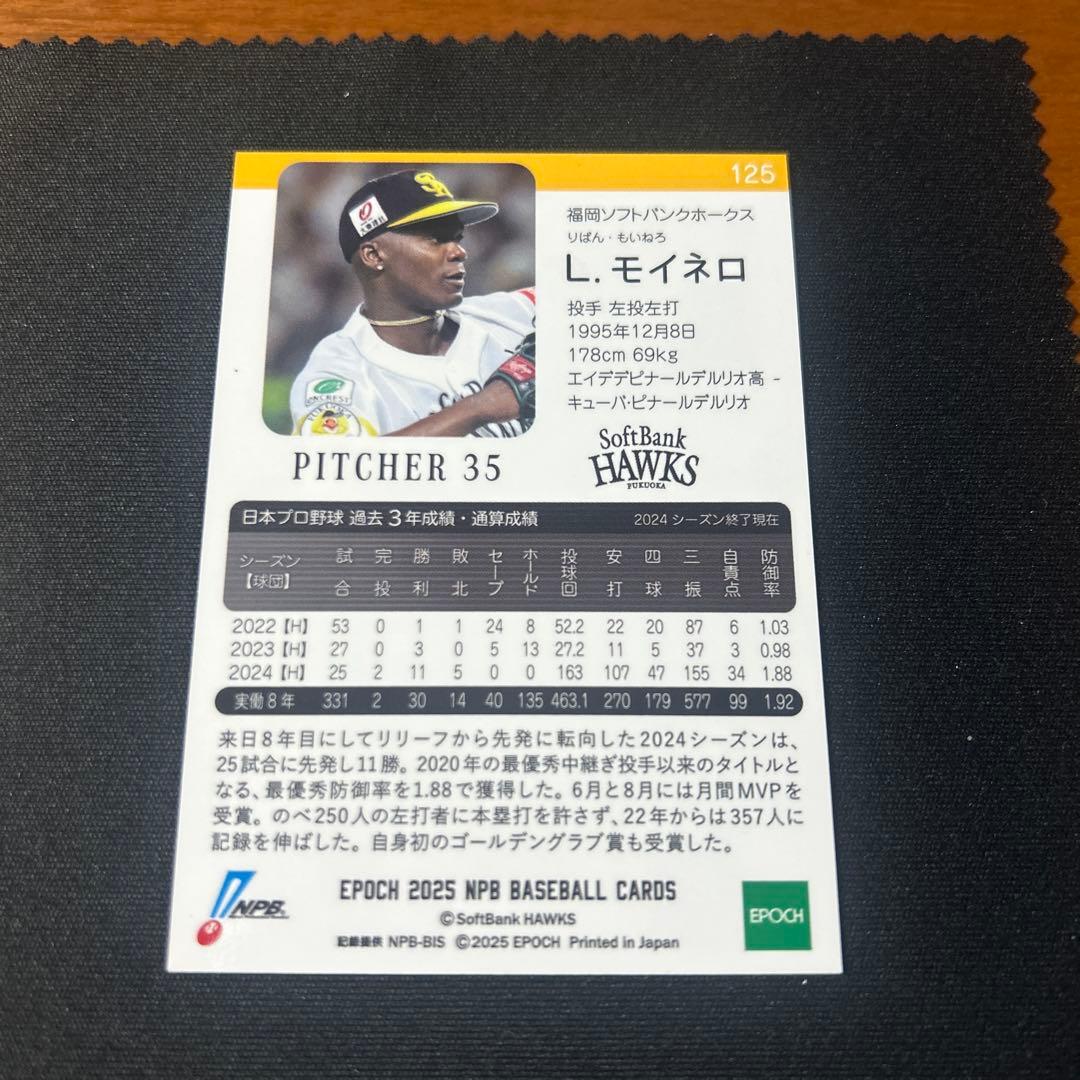 125
福岡ソフトバンクホークス
りばん・もいねろ
L. モイネロ
投手 左投左打
1995年12月8日
178cm 69kg
エイデデピナールデルリオ高 -
キューバ・ピナールデルリオ
PITCHER 35
SoftBank
HAWKS
FUKUOKA
日本プロ野球 過去3年成績・通算成績 2024シーズン終了現在
シーズン【球団】 試合 完投 勝利 敗北 セーブ ホールド 投球回 安打 四球 三振 自責点 防御率
2022【H】 53 0 1 1 24 8 52.2 22 20 87 6 1.03
2023【H】 27 0 3 0 5 13 27.2 11 5 37 3 0.98
2024【H】 25 2 11 5 0 0 163 107 47 155 34 1.88
実働8年 331 2 30 14 40 135 463.1 270 179 577 99 1.92
来日8年目にしてリリーフから先発に転向した2024シーズンは、
25試合に先発し11勝。2020年の最優秀中継ぎ投手以来のタイトルと
なる、最優秀防御率を1.88で獲得した。6月と8月には月間MVPを
受賞。のべ250人の左打者に本塁打を許さず、22年からは357人に
記録を伸ばした。自身初のゴールデングラブ賞も受賞した。
NPB
EPOCH 2025 NPB BASEBALL CARDS
©SoftBank HAWKS
記録提供 NPB-BIS ©2025 EPOCH Printed in Japan
EPOCH